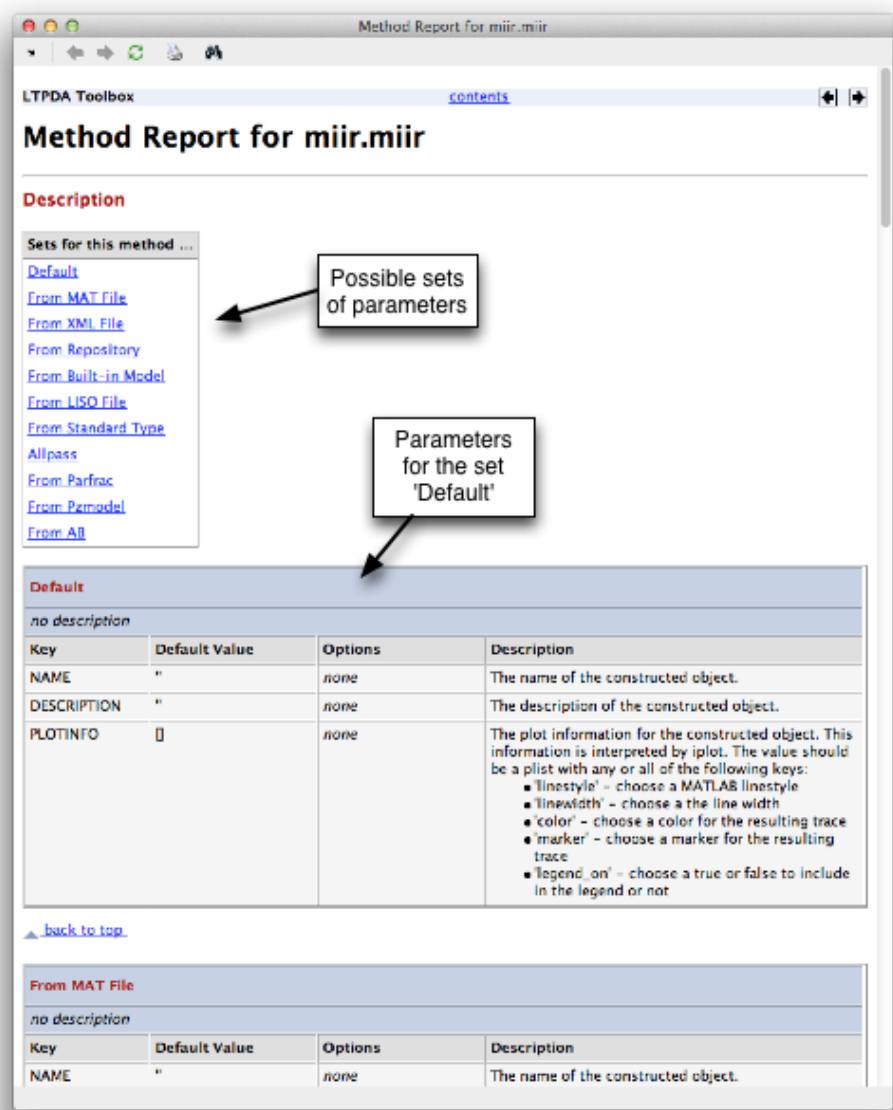 Method Report for miir.miir
LTPDA Toolbox contents
Method Report for miir.miir
Description
Sets for this method ...
Default
From MAT File
From XML File
From Repository
From Built-in Model
From LISO File
From Standard Type
Allpass
From Parfrac
From Pzmodel
From AB
Possible sets
of parameters
Parameters
for the set
'Default'
Default
no description
Key Default Value Options Description
NAME '' none The name of the constructed object.
DESCRIPTION '' none The description of the constructed object.
PLOTINFO [] none The plot information for the constructed object. This
information is interpreted by iplot. The value should
be a plist with any or all of the following keys:
'linestyle' - choose a MATLAB linestyle
'linewidth' - choose a the line width
'color' - choose a color for the resulting trace
'marker' - choose a marker for the resulting
trace
'legend_on' - choose a true or false to include
in the legend or not
back to top
From MAT File
no description
Key Default Value Options Description
NAME '' none The name of the constructed object.